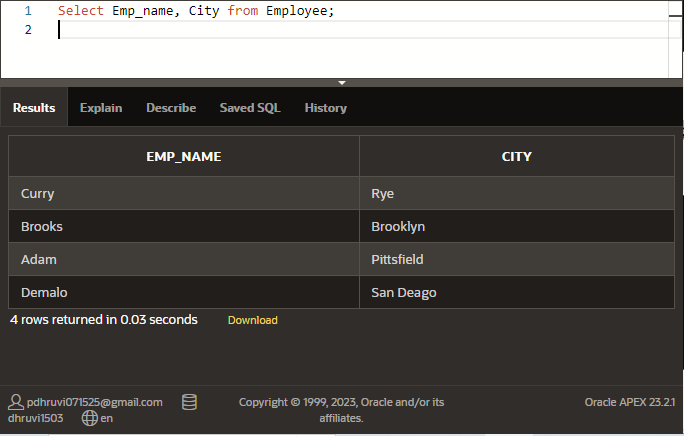 1 Select Emp_name, City from Employee;
2
Results Explain Describe Saved SQL History
EMP_NAME CITY
Curry Rye
Brooks Brooklyn
Adam Pittsfield
Demalo San Deago
4 rows returned in 0.03 seconds Download
pdhruvi071525@gmail.com
dhruvi1503 en
Copyright © 1999, 2023, Oracle and/or its
affiliates.
Oracle APEX 23.2.1